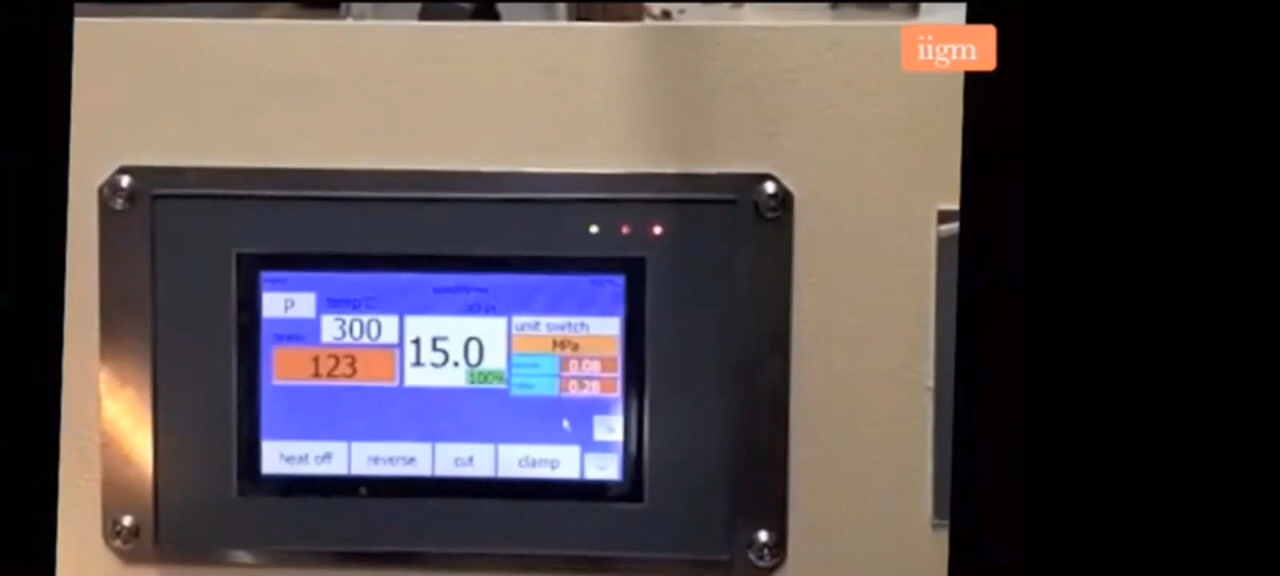 iigm
P
temp°C
300
15.0
100%
unit switch
MPa
123
0.08
0.28
heat off
reverse
cut
clamp